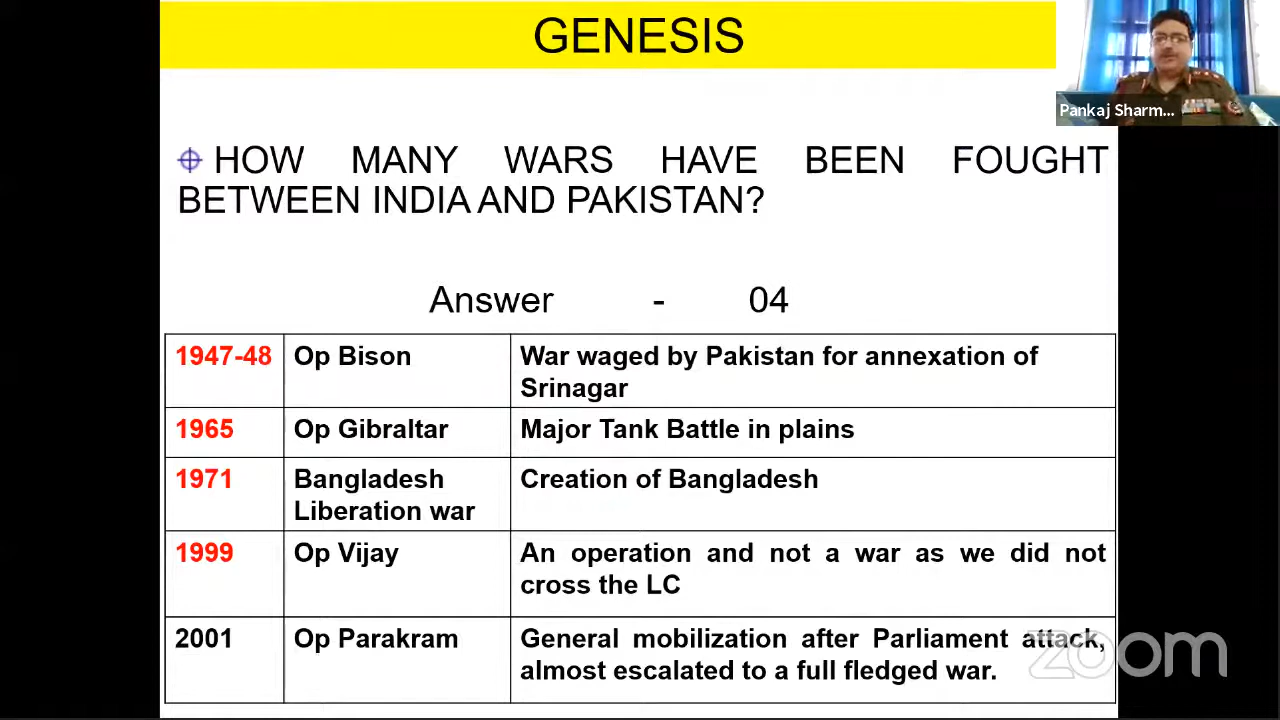 GENESIS
Pankaj Sharm...
HOW MANY WARS HAVE BEEN FOUGHT
BETWEEN INDIA AND PAKISTAN?
Answer - 04
1947-48 Op Bison War waged by Pakistan for annexation of
Srinagar
1965 Op Gibraltar Major Tank Battle in plains
1971 Bangladesh Creation of Bangladesh
Liberation war
1999 Op Vijay An operation and not a war as we did not
cross the LC
2001 Op Parakram General mobilization after Parliament attack,
almost escalated to a full fledged war.
zoom